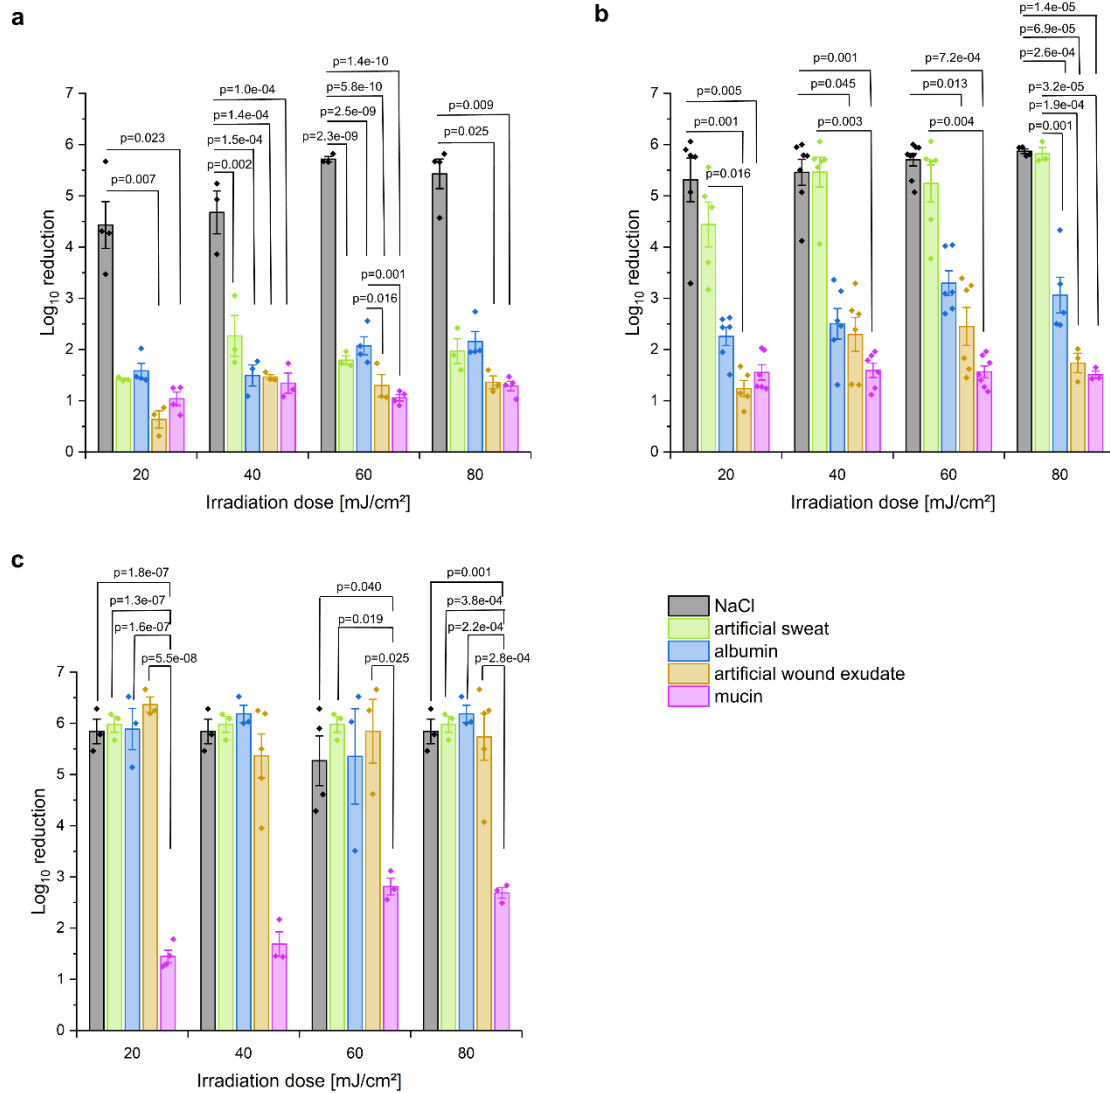 a
p=1.4e-10
p=5.8e-10
p=1.0e-04
p=2.5e-09
p=0.009
p=1.4e-04
p=0.023
p=2.3e-09
p=0.025
p=1.5e-04
p=0.007
p=0.002
p=0.001
p=0.016
7
6
5
4
3
2
1
0
Log10 reduction
20 40 60 80
Irradiation dose [mJ/cm²]
b
p=1.4e-05
p=6.9e-05
p=2.6e-04
p=0.001
p=7.2e-04
p=0.045
p=0.013
p=3.2e-05
p=0.005
p=1.9e-04
p=0.001
p=0.003
p=0.004
p=0.001
p=0.016
7
6
5
4
3
2
1
0
Log10 reduction
20 40 60 80
Irradiation dose [mJ/cm²]
c
p=1.8e-07
p=0.040
p=0.001
p=1.3e-07
p=3.8e-04
p=1.6e-07
p=0.019
p=2.2e-04
p=5.5e-08
p=0.025
p=2.8e-04
7
6
5
4
3
2
1
0
Log10 reduction
20 40 60 80
Irradiation dose [mJ/cm²]
NaCl
artificial sweat
albumin
artificial wound exudate
mucin